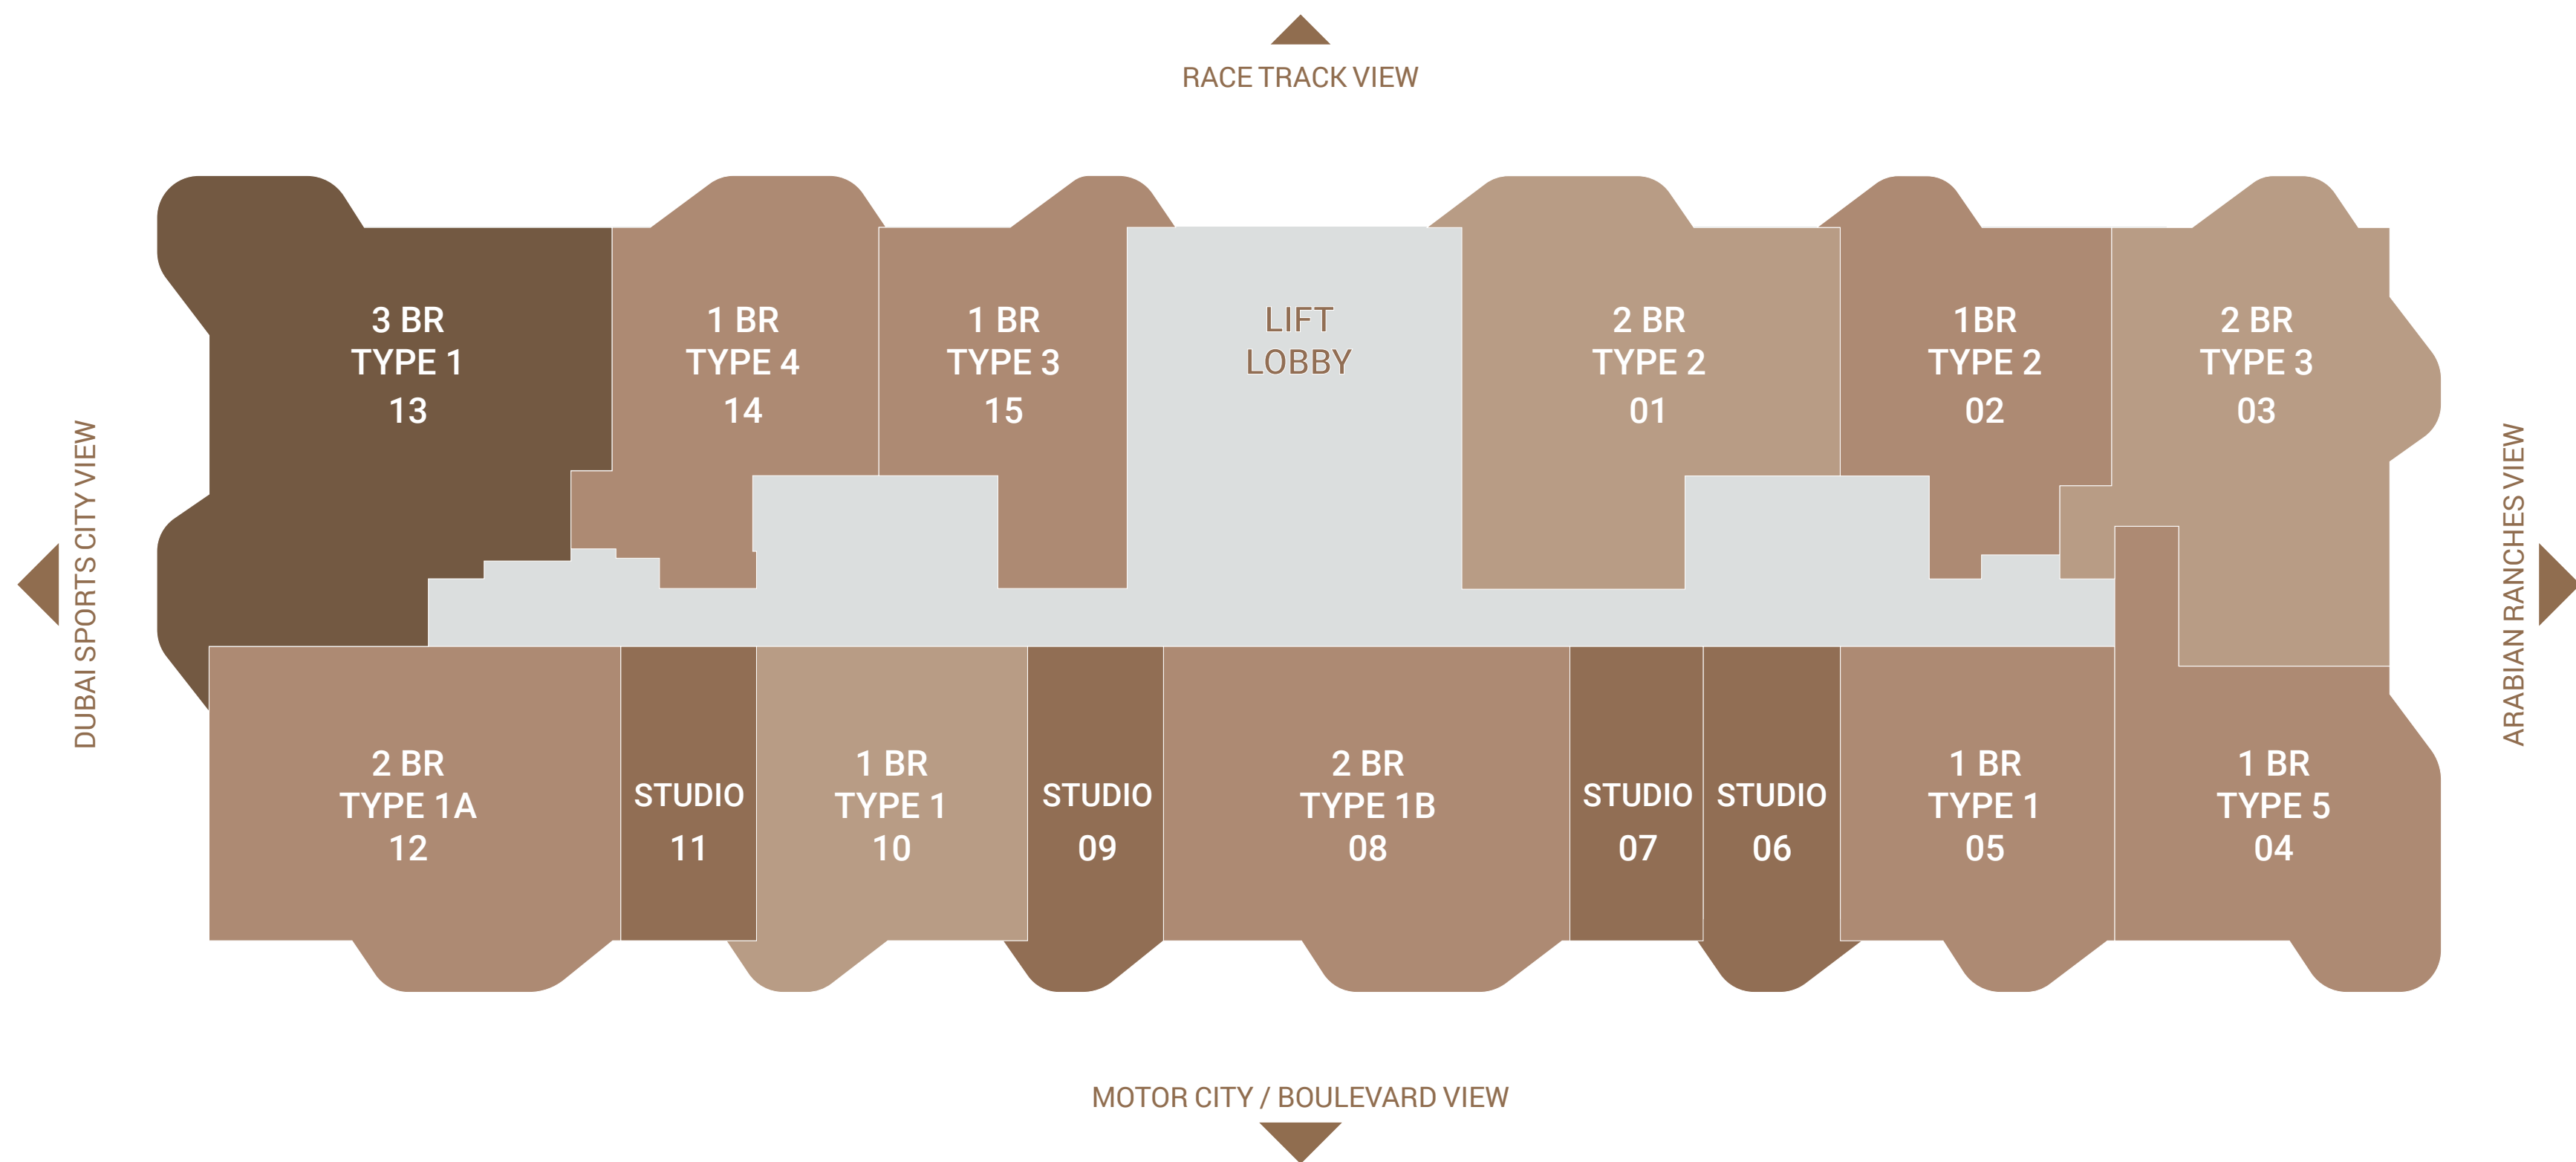 RACE TRACK VIEW
3 BR
TYPE 1
13
1 BR
TYPE 4
14
1 BR
TYPE 3
15
LIFT
LOBBY
2 BR
TYPE 2
01
1BR
TYPE 2
02
2 BR
TYPE 3
03
DUBAI SPORTS CITY VIEW
ARABIAN RANCHES VIEW
2 BR
TYPE 1A
12
STUDIO
11
1 BR
TYPE 1
10
STUDIO
09
2 BR
TYPE 1B
08
STUDIO
07
STUDIO
06
1 BR
TYPE 1
05
1 BR
TYPE 5
04
MOTOR CITY / BOULEVARD VIEW